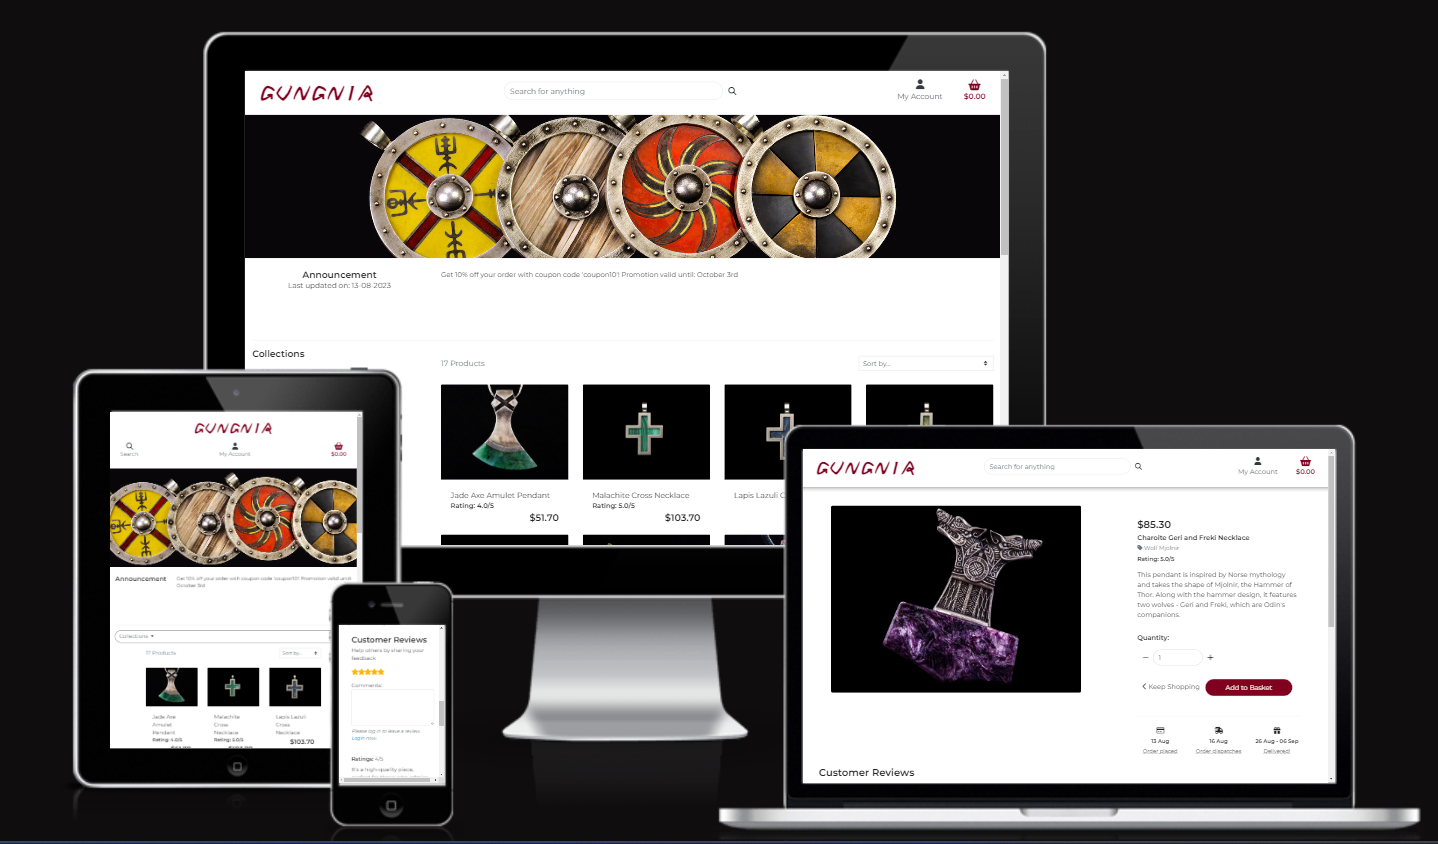 GUNGNIR
Search for anything
My Account
$0.00
Announcement
Last updated on: 13-08-2023
Get 10% off your order with coupon code 'coupon10'! Promotion valid until: October 3rd
Collections
17 Products
Sort by...
Jade Axe Amulet Pendant
Rating: 4.0/5
$51.70
Malachite Cross Necklace
Rating: 5.0/5
$103.70
Lapis Lazuli C
GUNGNIR
Search
My Account
$0.00
Announcement
Get 10% off your order with coupon code 'coupon10'! Promotion valid until:
October 3rd
Collections
17 Products
Sort by...
Jade Axe
Amulet
Pendant
Rating: 4.0/5
Malachite
Cross
Necklace
Rating: 5.0/5
Lapis Lazuli
Cross
Necklace
$103.70
Customer Reviews
Help others by sharing your
feedback
Comments:
Please log in to leave a review.
Login now.
Ratings: 4/5
It's a high-quality piece,
GUNGNIR
Search for anything
My Account
$0.00
$85.30
Charoite Geri and Freki Necklace
Wolf Mjolnir
Rating: 5.0/5
This pendant is inspired by Norse mythology
and takes the shape of Mjolnir, the Hammer of
Thor. Along with the hammer design, it features
two wolves - Geri and Freki, which are Odin's
companions.
Quantity:
− 1 +
Keep Shopping
Add to Basket
13 Aug
Order placed
16 Aug
Order dispatches
26 Aug - 06 Sep
Delivered!
Customer Reviews